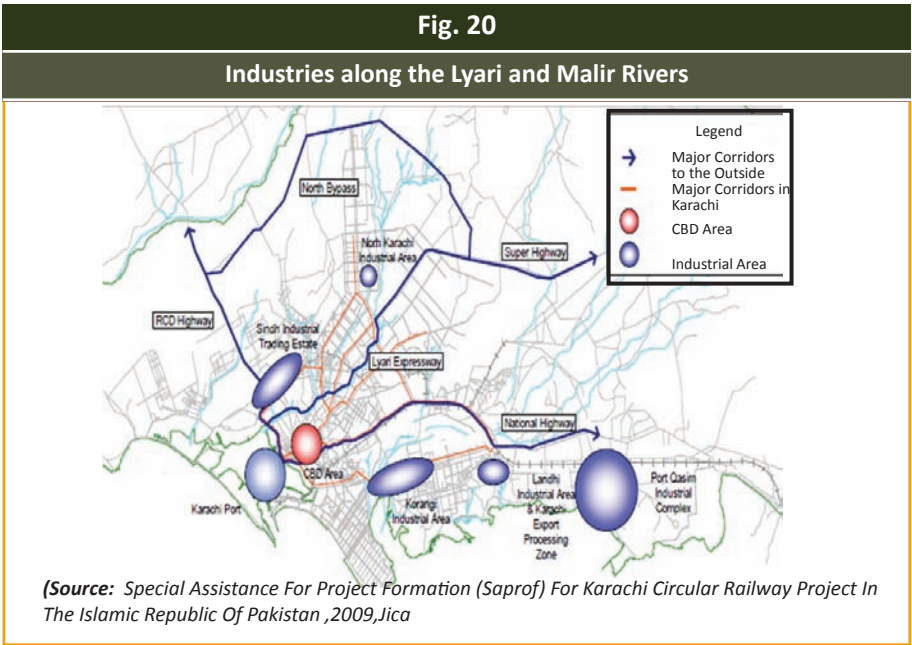 Fig. 20
Industries along the Lyari and Malir Rivers
Legend
Major Corridors
to the Outside
Major Corridors in
Karachi
CBD Area
Industrial Area
North Bypass
North Karachi
Industrial Area
Super Highway
RCD Highway
Sindh Industrial
Trading Estate
Lyari Expressway
National Highway
CBD Area
Karachi Port
Korangi
Industrial Area
Landhi
Industrial Area
& Karachi
Export
Processing
Zone
Port Qasim
Industrial
Complex
(Source: Special Assistance For Project Formation (Saprof) For Karachi Circular Railway Project In
The Islamic Republic Of Pakistan ,2009,Jica